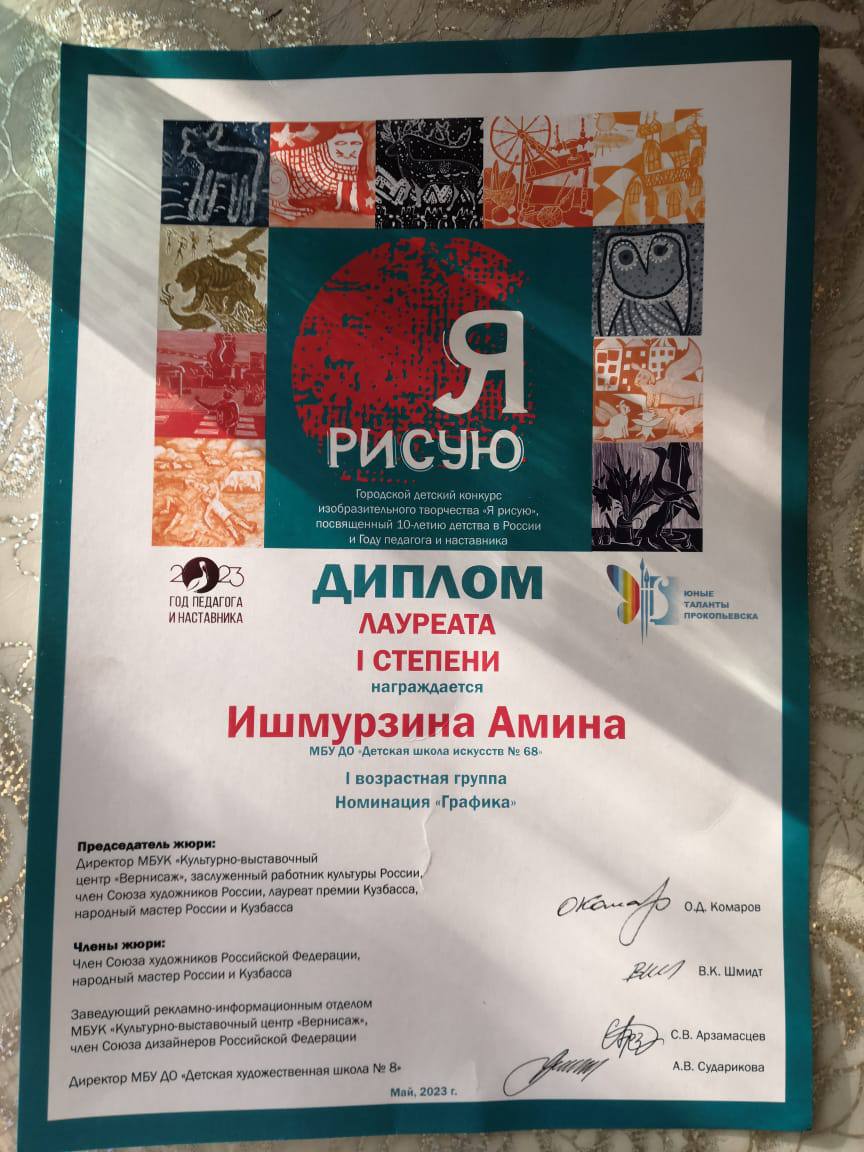 Я
РИСУЮ
Городской детский конкурс
изобразительного творчества «Я рисую»,
посвященный 10-летию детства в России
и Году педагога и наставника
2023
ГОД ПЕДАГОГА
И НАСТАВНИКА
ДИПЛОМ
ЛАУРЕАТА
I СТЕПЕНИ
награждается
ЮНЫЕ
ТАЛАНТЫ
ПРОКОПЬЕВСКА
Ишмурзина Амина
МБУ ДО «Детская школа искусств № 68»
I возрастная группа
Номинация «Графика»
Председатель жюри:
Директор МБУК «Культурно-выставочный
центр «Вернисаж», заслуженный работник культуры России,
член Союза художников России, лауреат премии Кузбасса,
народный мастер России и Кузбасса
О.Д. Комаров
Члены жюри:
Член Союза художников Российской Федерации,
народный мастер России и Кузбасса
В.К. Шмидт
Заведующий рекламно-информационным отделом
МБУК «Культурно-выставочный центр «Вернисаж»,
член Союза дизайнеров Российской Федерации
С.В. Арзамасцев
Директор МБУ ДО «Детская художественная школа № 8»
А.В. Сударикова
Май, 2023 г.